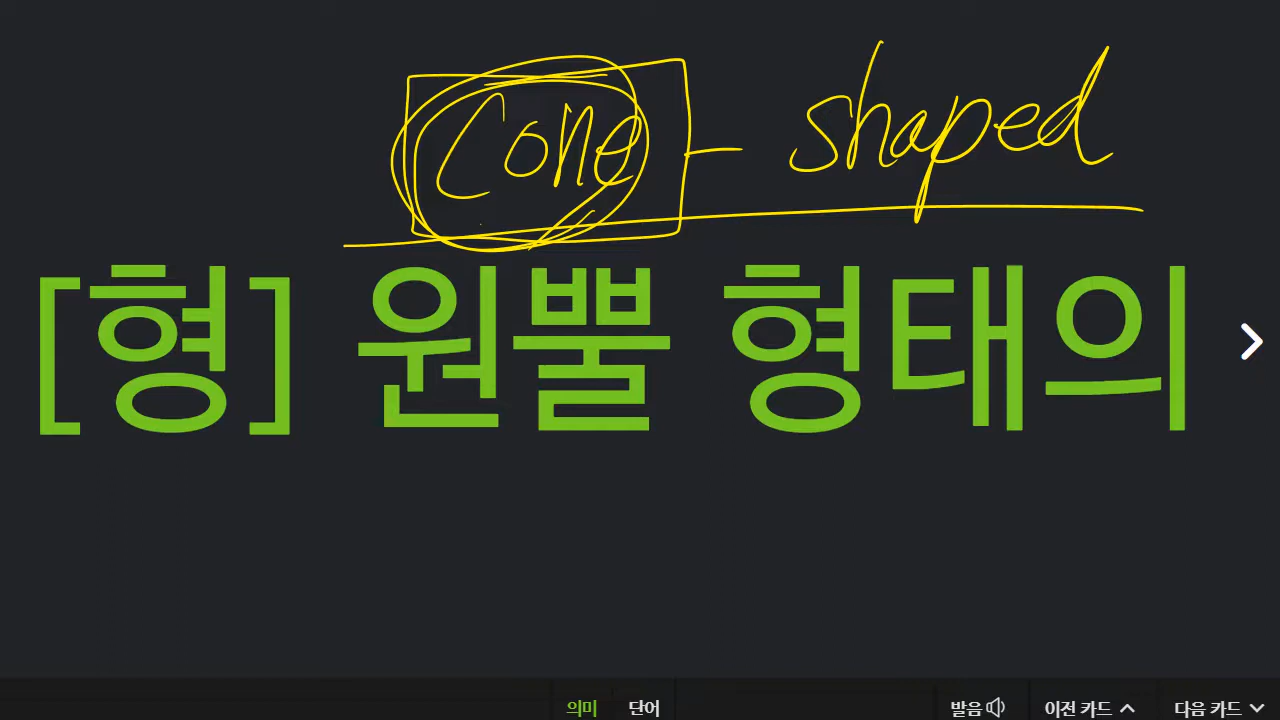 Cone - shaped
[형] 원뿔 형태의
의미 단어 발음 이전 카드 다음 카드